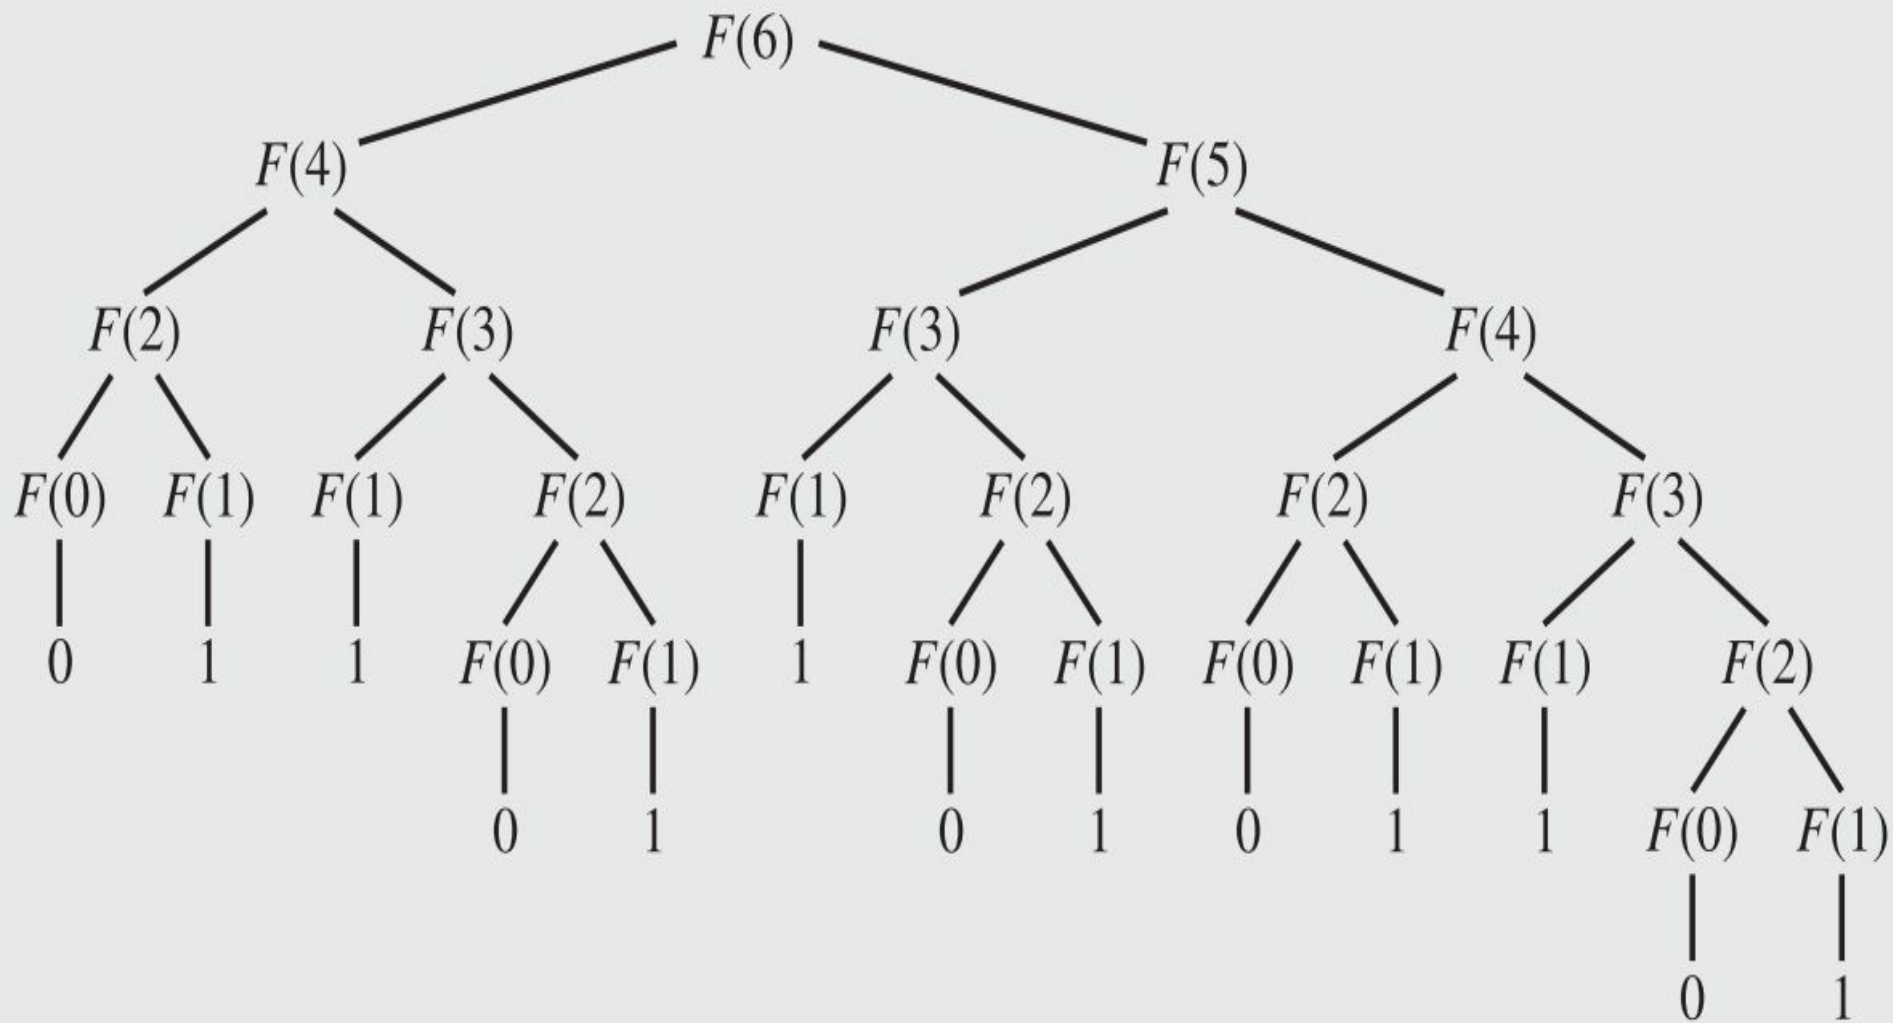 F(6)
F(4) F(5)
F(2) F(3) F(3) F(4)
F(0) F(1) F(1) F(2) F(1) F(2) F(2) F(3)
0 1 1 F(0) F(1) 1 F(0) F(1) F(0) F(1) F(1) F(2)
0 1 0 1 0 1 1 F(0) F(1)
0 1